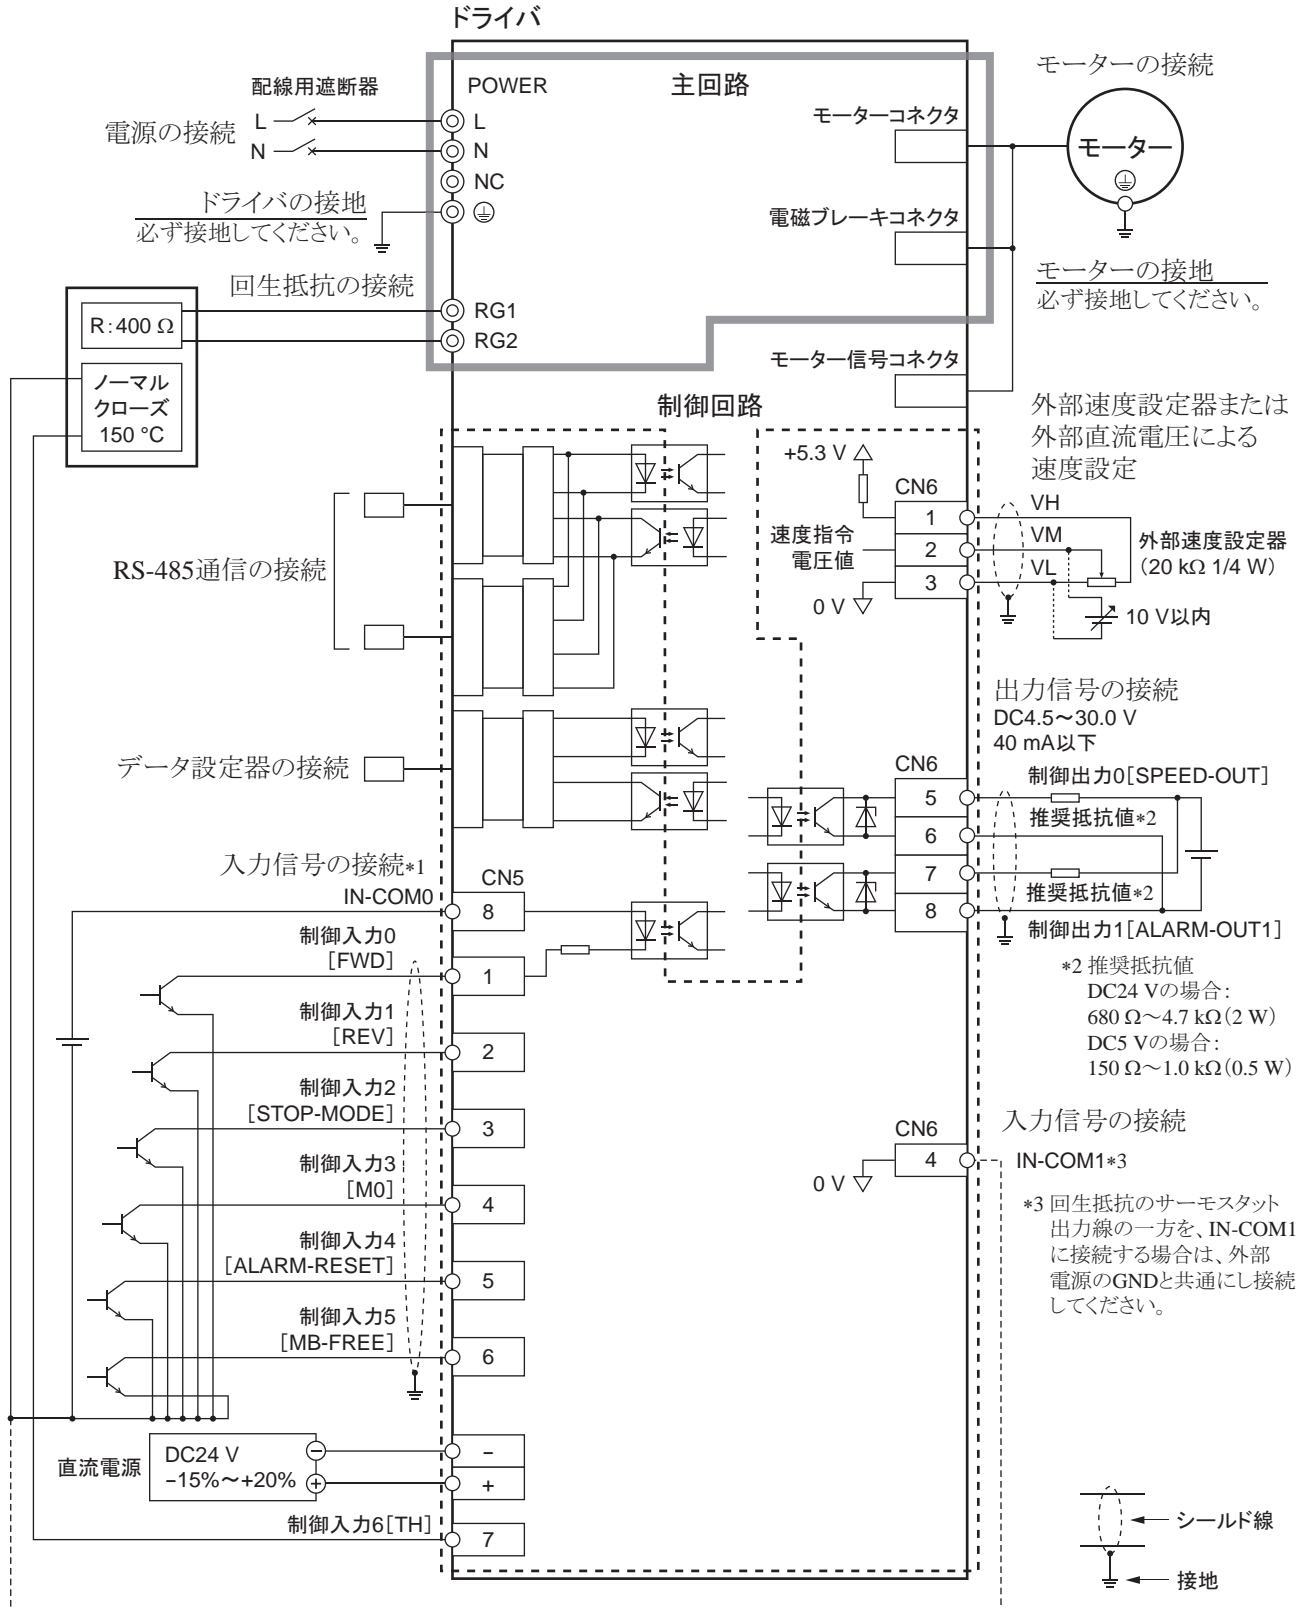 ドライバ
POWER
主回路
配線用遮断器
電源の接続
L
N
L
N
NC
ドライバの接地
必ず接地してください。
モーターコネクタ
電磁ブレーキコネクタ
モーターの接続
モーター
モーターの接地
必ず接地してください。
回生抵抗の接続
R:400 Ω
ノーマル
クローズ
150 °C
RG1
RG2
モーター信号コネクタ
制御回路
外部速度設定器または
外部直流電圧による
速度設定
+5.3 V
CN6
1
2
3
速度指令
電圧値
0 V
VH
VM
VL
外部速度設定器
(20 kΩ 1/4 W)
10 V以内
RS-485通信の接続
データ設定器の接続
出力信号の接続
DC4.5～30.0 V
40 mA以下
CN6
5
6
7
8
制御出力0[SPEED-OUT]
推奨抵抗値*2
推奨抵抗値*2
制御出力1[ALARM-OUT1]
*2 推奨抵抗値
DC24 Vの場合:
680 Ω～4.7 kΩ(2 W)
DC5 Vの場合:
150 Ω～1.0 kΩ(0.5 W)
入力信号の接続*1
CN5
IN-COM0
8
制御入力0
[FWD]
1
制御入力1
[REV]
2
制御入力2
[STOP-MODE]
3
制御入力3
[M0]
4
制御入力4
[ALARM-RESET]
5
制御入力5
[MB-FREE]
6
直流電源
DC24 V
−15%～+20%
−
+
−
+
制御入力6[TH]
7
入力信号の接続
CN6
4
0 V
IN-COM1*3
*3 回生抵抗のサーモスタット
出力線の一方を、IN-COM1
に接続する場合は、外部
電源のGNDと共通にし接続
してください。
シールド線
接地